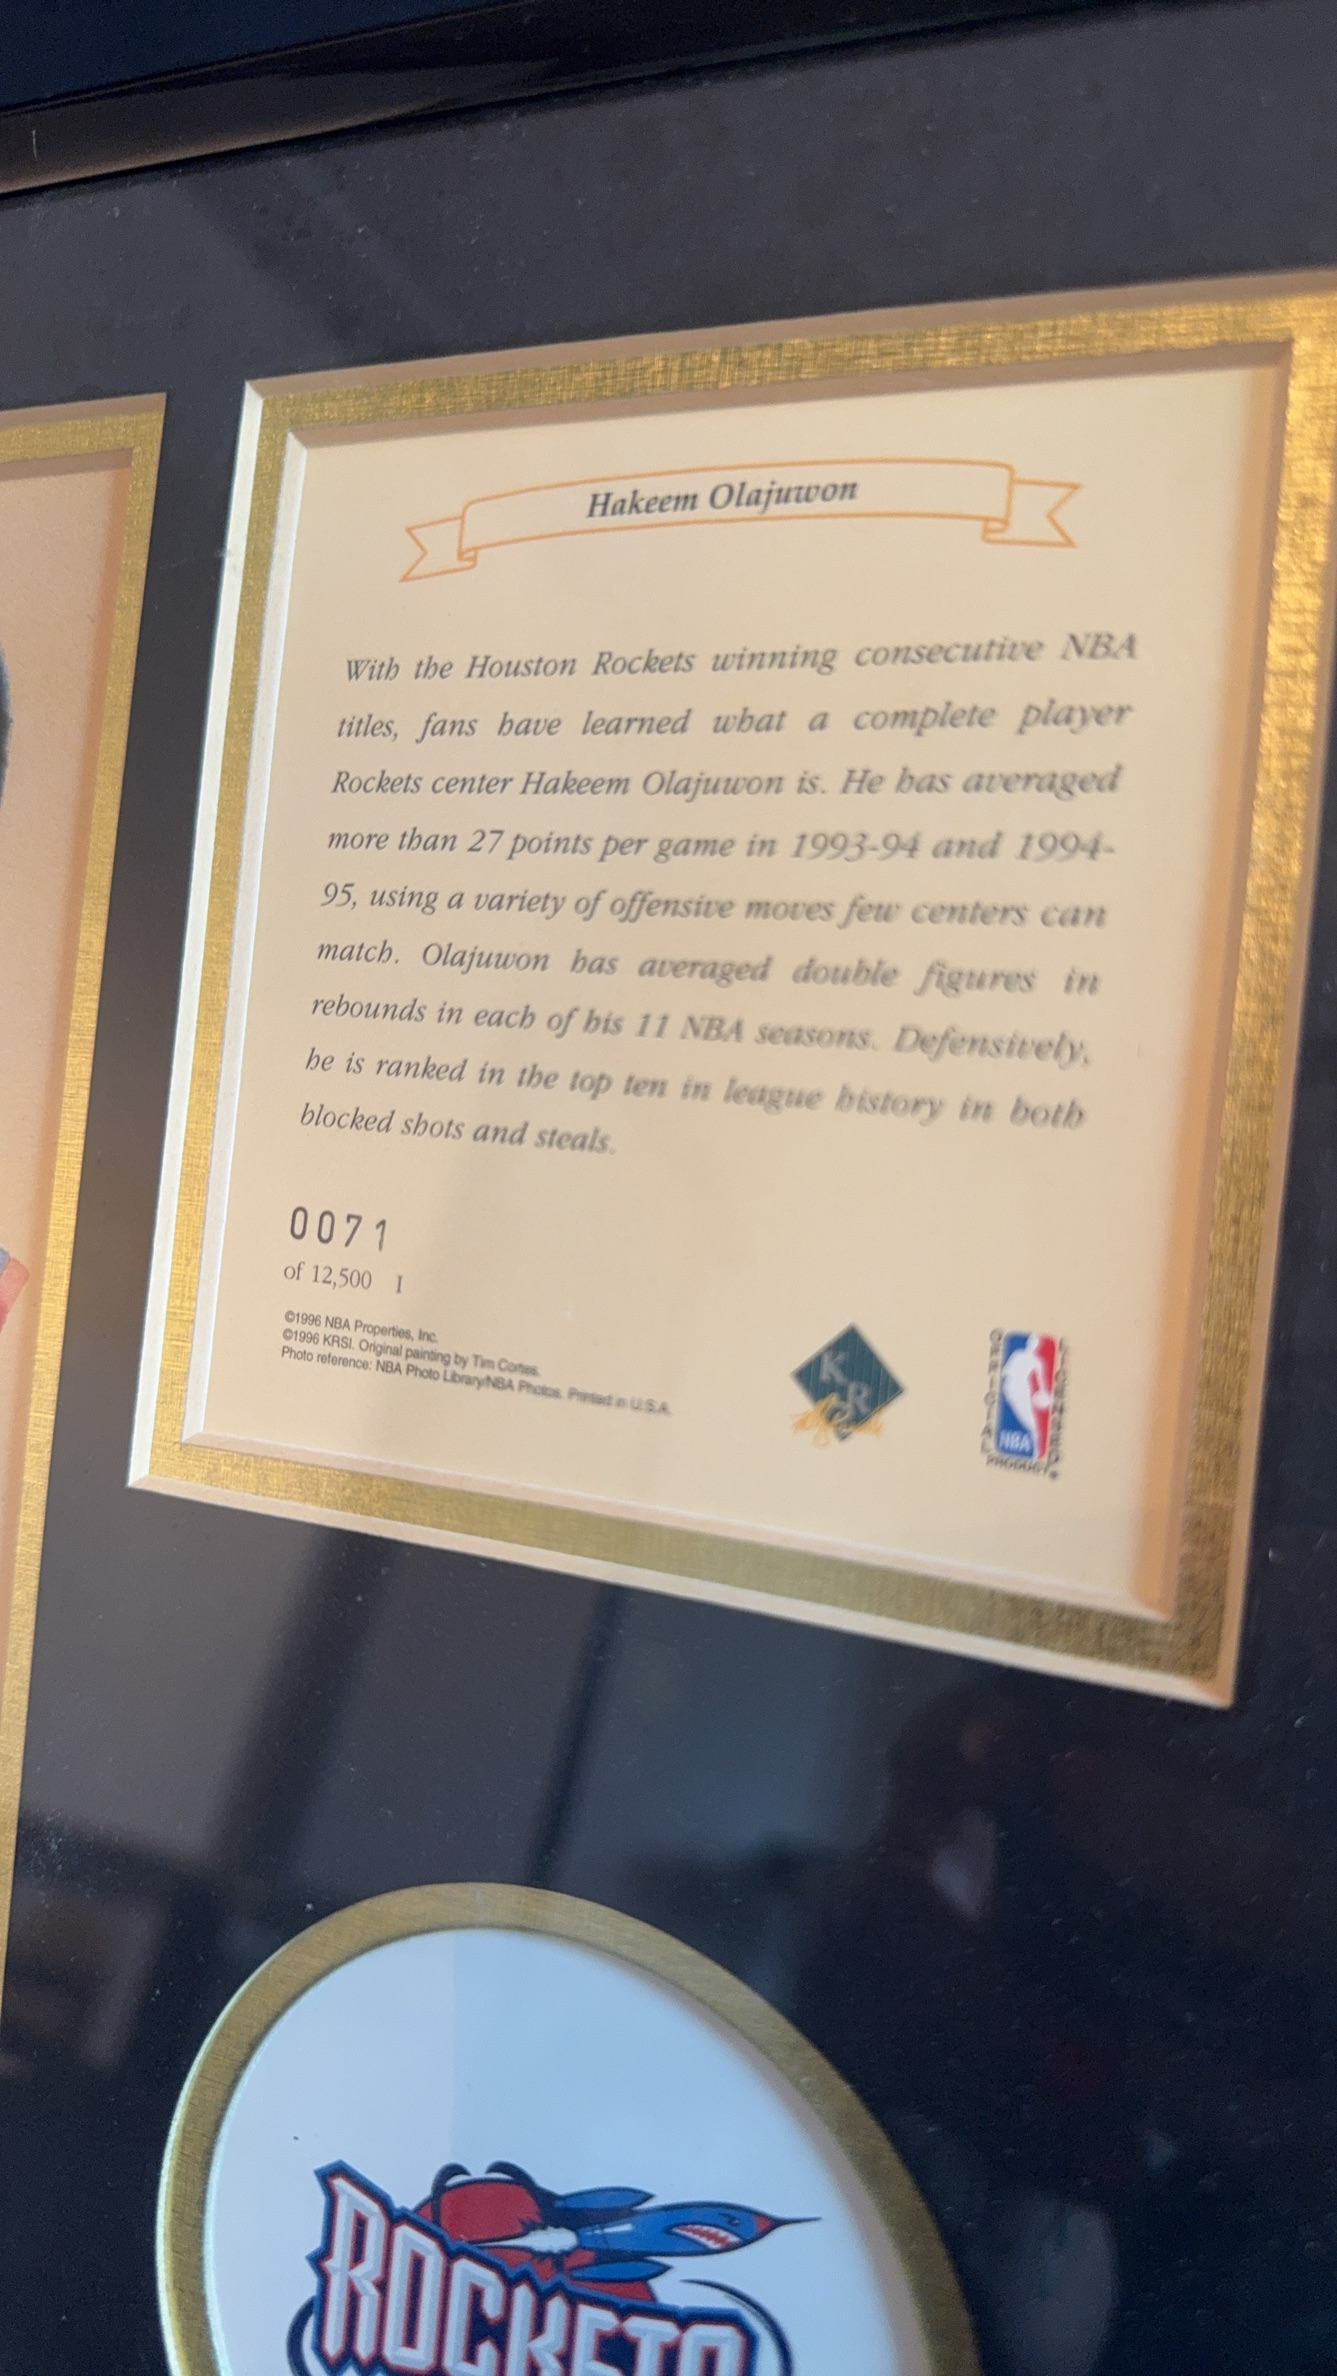 Hakeem Olajuwon
With the Houston Rockets winning consecutive NBA
titles, fans have learned what a complete player
Rockets center Hakeem Olajuwon is. He has averaged
more than 27 points per game in 1993-94 and 1994-
95, using a variety of offensive moves few centers can
match. Olajuwon has averaged double figures in
rebounds in each of his 11 NBA seasons. Defensively,
he is ranked in the top ten in league history in both
blocked shots and steals.
0071
of 12,500 I
©1996 NBA Properties, Inc.
©1996 KRSI. Original painting by Tim Cortes.
Photo reference: NBA Photo Library/NBA Photos. Printed in U.S.A.
K
R
OFFICIAL LICENSED
NBA
PRODUCT
ROCKETS